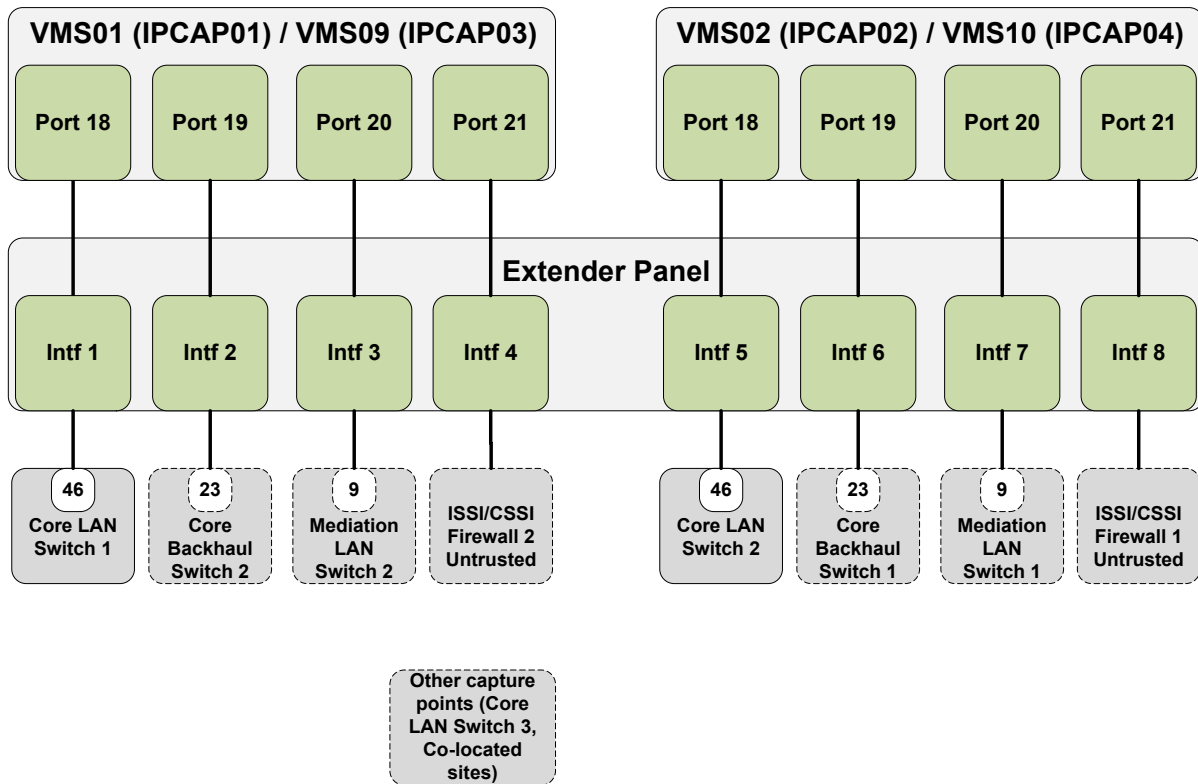 VMS01 (IPCAP01) / VMS09 (IPCAP03)
VMS02 (IPCAP02) / VMS10 (IPCAP04)
Port 18
Port 19
Port 20
Port 21
Port 18
Port 19
Port 20
Port 21
Extender Panel
Intf 1
Intf 2
Intf 3
Intf 4
Intf 5
Intf 6
Intf 7
Intf 8
46
Core LAN
Switch 1
23
Core
Backhaul
Switch 2
9
Mediation
LAN
Switch 2
ISSI/CSSI
Firewall 2
Untrusted
46
Core LAN
Switch 2
23
Core
Backhaul
Switch 1
9
Mediation
LAN
Switch 1
ISSI/CSSI
Firewall 1
Untrusted
Other capture
points (Core
LAN Switch 3,
Co-located
sites)